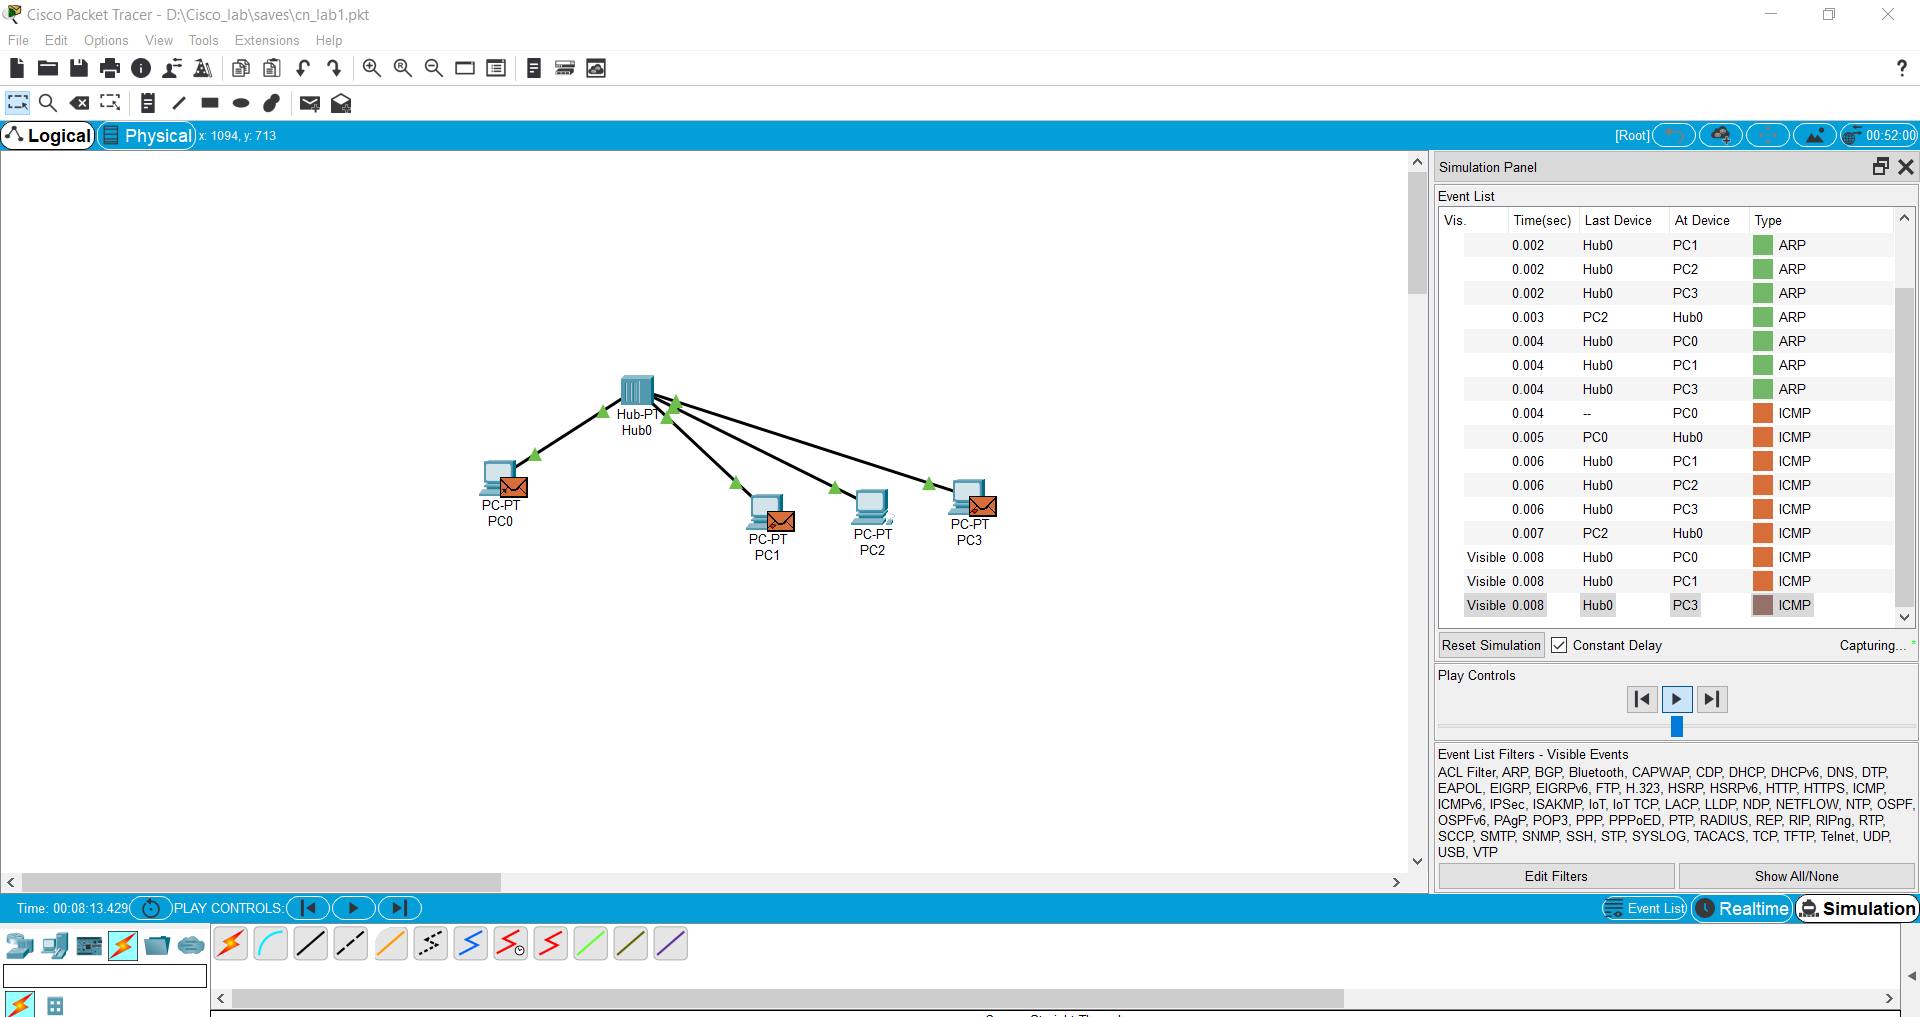 Cisco Packet Tracer - D:\Cisco_lab\saves\cn_lab1.pkt
File Edit Options View Tools Extensions Help
?
Logical Physical x: 1094, y: 713 [Root] 00:52:00
Simulation Panel
Event List
Vis. Time(sec) Last Device At Device Type
0.002 Hub0 PC1 ARP
0.002 Hub0 PC2 ARP
0.002 Hub0 PC3 ARP
0.003 PC2 Hub0 ARP
0.004 Hub0 PC0 ARP
0.004 Hub0 PC1 ARP
0.004 Hub0 PC3 ARP
0.004 -- PC0 ICMP
0.005 PC0 Hub0 ICMP
0.006 Hub0 PC1 ICMP
0.006 Hub0 PC2 ICMP
0.006 Hub0 PC3 ICMP
0.007 PC2 Hub0 ICMP
Visible 0.008 Hub0 PC0 ICMP
Visible 0.008 Hub0 PC1 ICMP
Visible 0.008 Hub0 PC3 ICMP
Reset Simulation Constant Delay Capturing... *
Play Controls
Event List Filters - Visible Events
ACL Filter, ARP, BGP, Bluetooth, CAPWAP, CDP, DHCP, DHCPv6, DNS, DTP,
EAPOL, EIGRP, EIGRPv6, FTP, H.323, HSRP, HSRPv6, HTTP, HTTPS, ICMP,
ICMPv6, IPSec, ISAKMP, IoT, IoT TCP, LACP, LLDP, NDP, NETFLOW, NTP, OSPF,
OSPFv6, PAgP, POP3, PPP, PPPoED, PTP, RADIUS, REP, RIP, RIPng, RTP,
SCCP, SMTP, SNMP, SSH, STP, SYSLOG, TACACS, TCP, TFTP, Telnet, UDP,
USB, VTP
Edit Filters Show All/None
Hub-PT
Hub0
PC-PT
PC0
PC-PT
PC1
PC-PT
PC2
PC-PT
PC3
Time: 00:08:13.429 PLAY CONTROLS: Event List Realtime Simulation